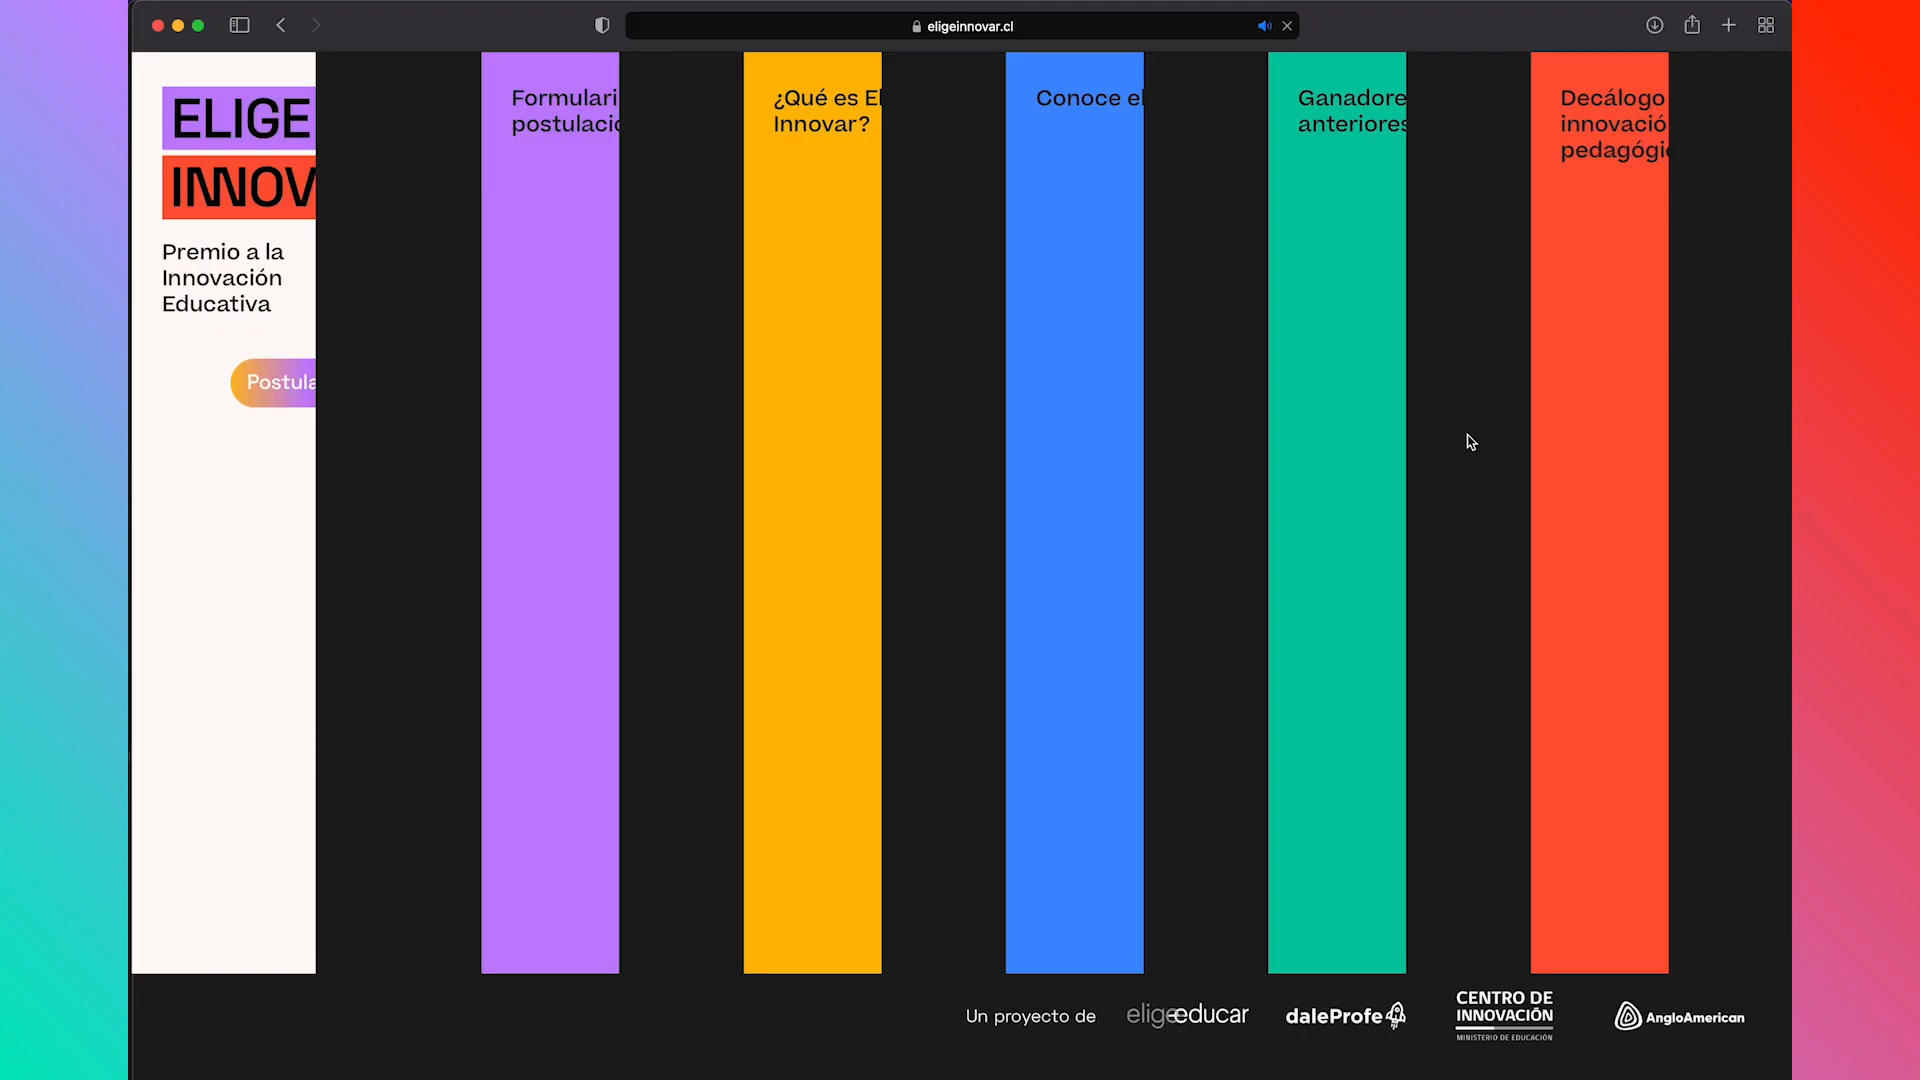 eligeinnovar.cl
ELIGE
INNOV
Premio a la
Innovación
Educativa
Postula
Formulari
postulacio
¿Qué es El
Innovar?
Conoce el
Ganadore
anteriores
Decálogo
innovació
pedagógic
Un proyecto de
eligeeducar
daleProfe
CENTRO DE
INNOVACIÓN
MINISTERIO DE EDUCACIÓN
AngloAmerican